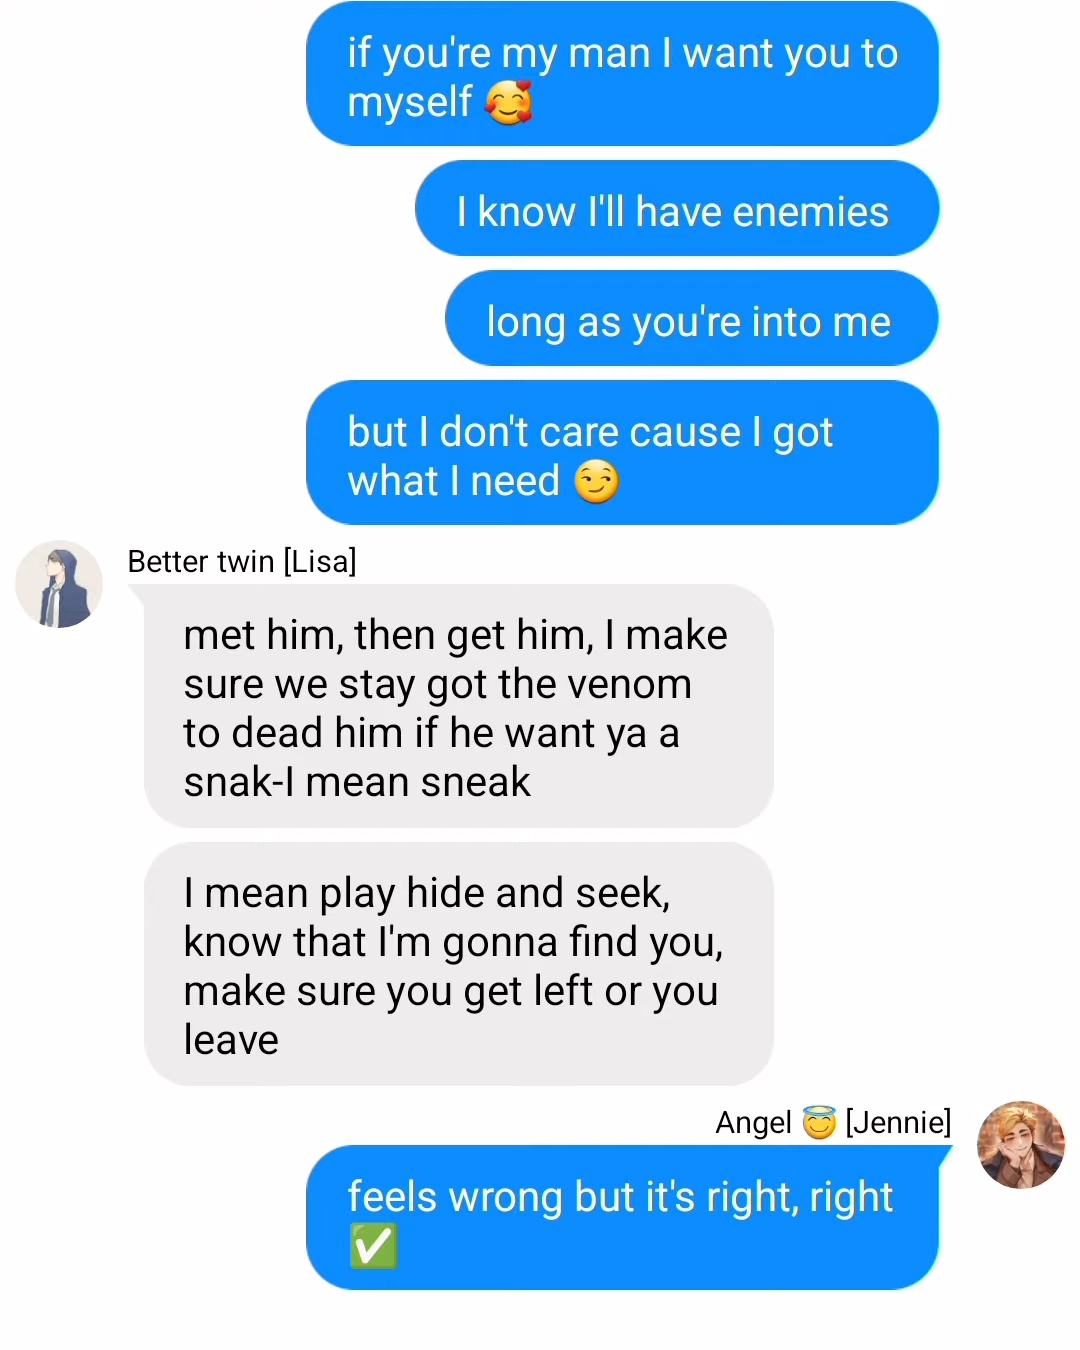 if you're my man I want you to
myself 🥰
I know I'll have enemies
long as you're into me
but I don't care cause I got
what I need 😏
Better twin [Lisa]
met him, then get him, I make
sure we stay got the venom
to dead him if he want ya a
snak-I mean sneak
I mean play hide and seek,
know that I'm gonna find you,
make sure you get left or you
leave
Angel 😇 [Jennie]
feels wrong but it's right, right
✅